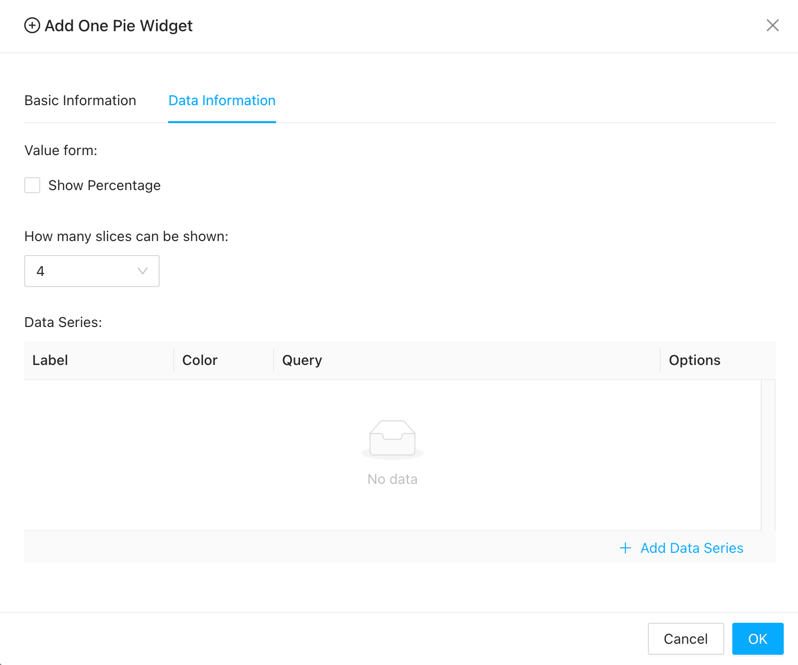 Add One Pie Widget
Basic Information Data Information
Value form:
Show Percentage
How many slices can be shown:
4
Data Series:
Label Color Query Options
No data
+ Add Data Series
Cancel OK